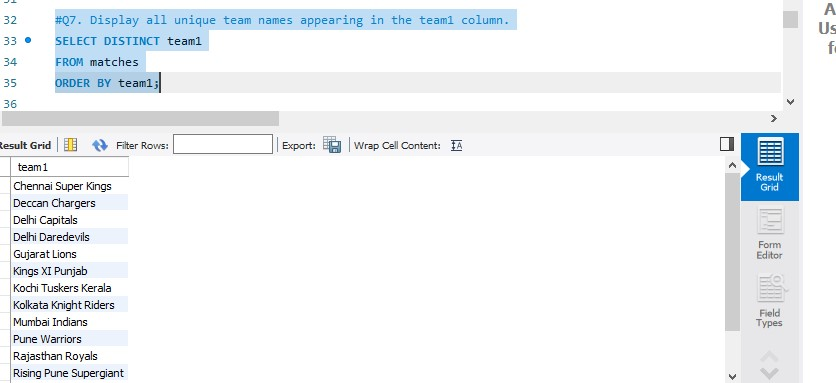 32 #Q7. Display all unique team names appearing in the team1 column.
33 SELECT DISTINCT team1
34 FROM matches
35 ORDER BY team1;
36
Result Grid Filter Rows: Export: Wrap Cell Content:
team1
Chennai Super Kings
Deccan Chargers
Delhi Capitals
Delhi Daredevils
Gujarat Lions
Kings XI Punjab
Kochi Tuskers Kerala
Kolkata Knight Riders
Mumbai Indians
Pune Warriors
Rajasthan Royals
Rising Pune Supergiant
Result
Grid
Form
Editor
Field
Types